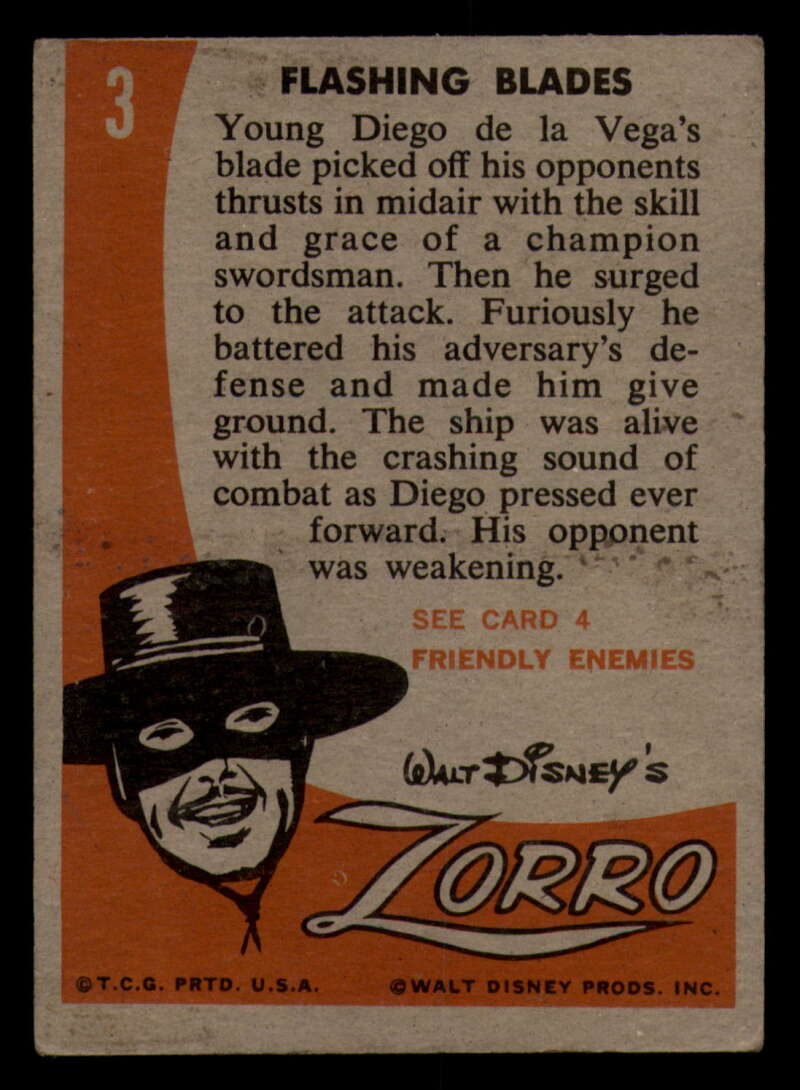 3
FLASHING BLADES
Young Diego de la Vega's
blade picked off his opponents
thrusts in midair with the skill
and grace of a champion
swordsman. Then he surged
to the attack. Furiously he
battered his adversary's de-
fense and made him give
ground. The ship was alive
with the crashing sound of
combat as Diego pressed ever
forward. His opponent
was weakening.
SEE CARD 4
FRIENDLY ENEMIES
WALT DISNEY'S
ZORRO
©T.C.G. PRTD. U.S.A.
©WALT DISNEY PRODS. INC.